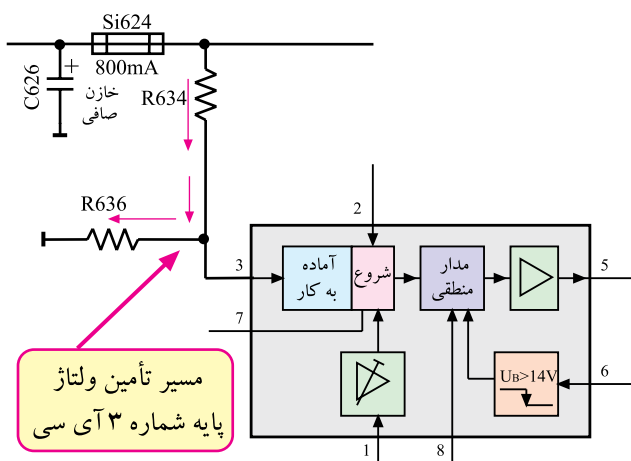 Si624
800mA
C626
+
خازن
صافی
R634
R636
2
3
آماده
به کار
شروع
مدار
منطقی
5
7
مسیر تأمین ولتاژ
پایه شماره ۳ آی سی
UB>14V
6
1
8